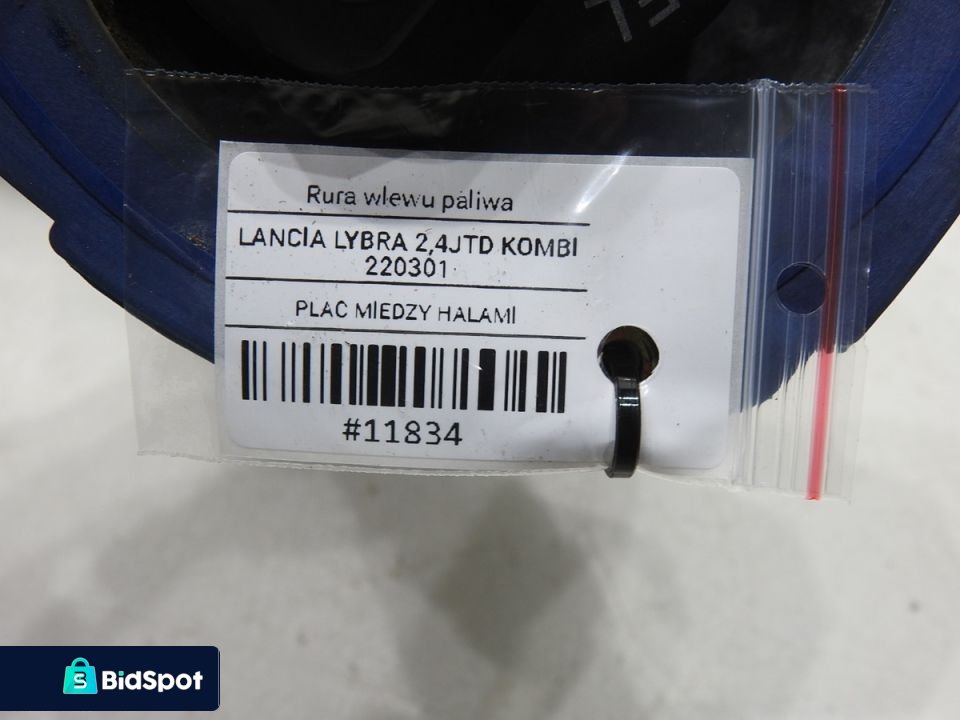 Rura wlewu paliwa
LANCIA LYBRA 2,4JTD KOMBI
220301
PLAC MIEDZY HALAMI
#11834
BidSpot